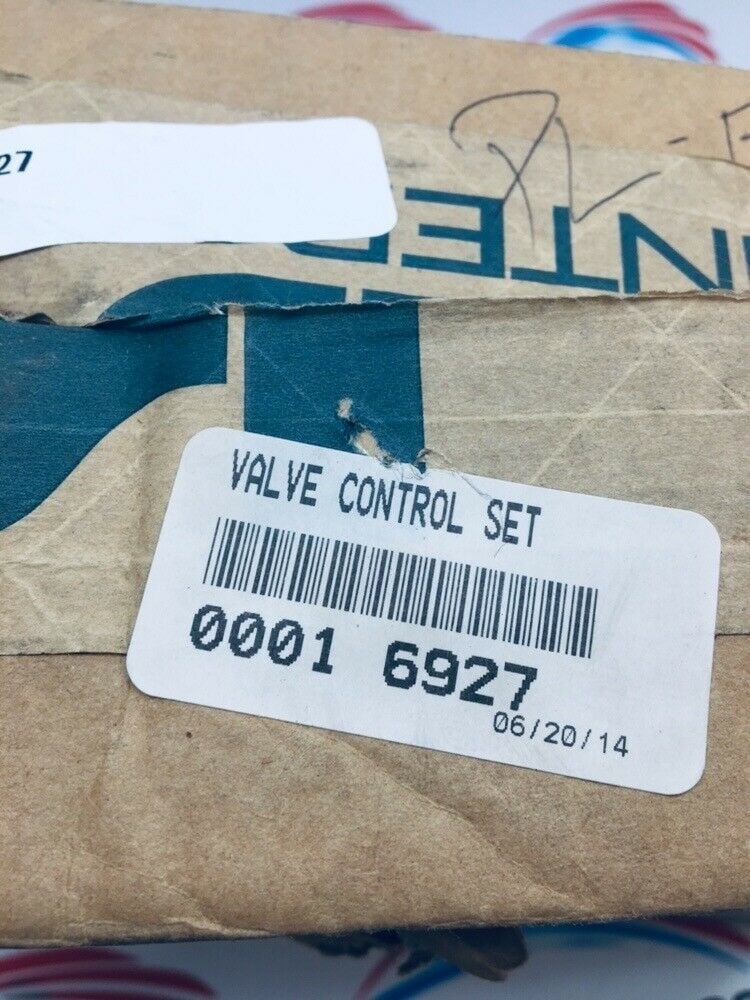 27
VALVE CONTROL SET
0001 6927
06/20/14